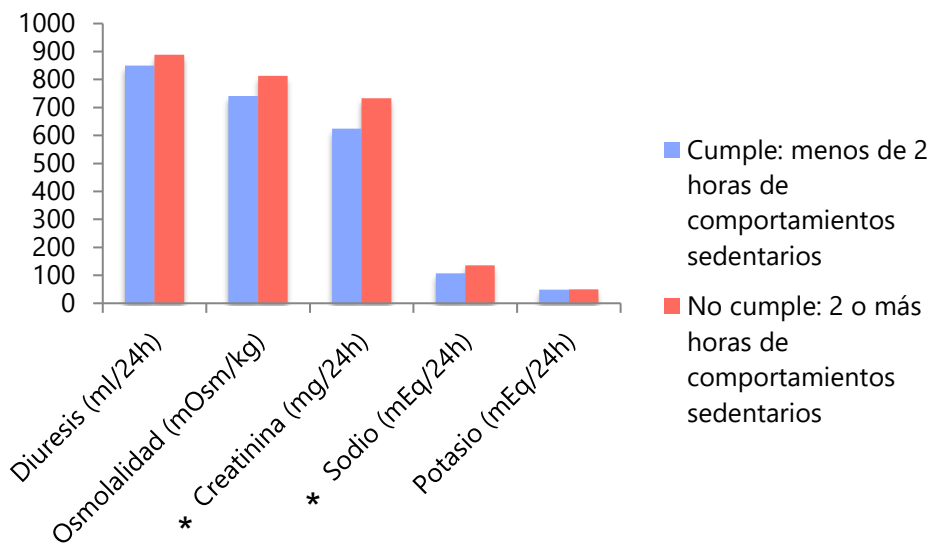 1000
900
800
700
600
500
400
300
200
100
0
Diuresis (ml/24h)
Osmolalidad (mOsm/kg)
* Creatinina (mg/24h)
* Sodio (mEq/24h)
Potasio (mEq/24h)
Cumple: menos de 2
horas de
comportamientos
sedentarios
No cumple: 2 o más
horas de
comportamientos
sedentarios